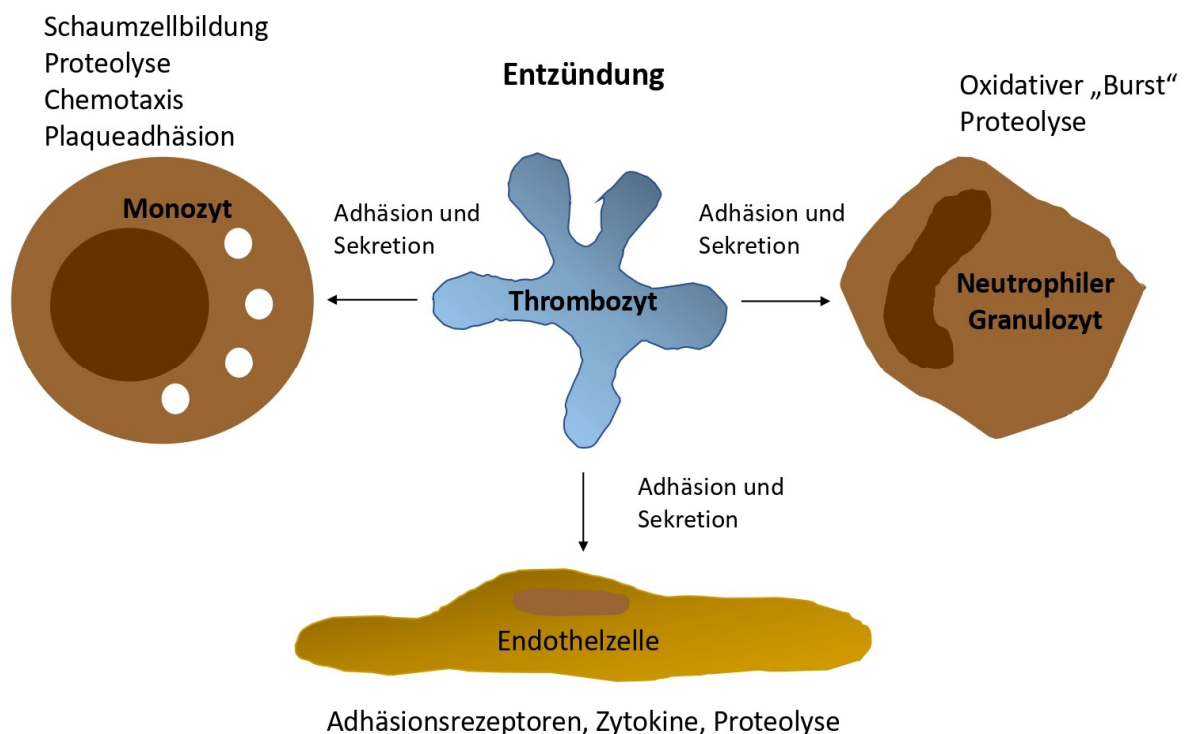 Schaumzellbildung
Proteolyse
Chemotaxis
Plaqueadhäsion
Entzündung
Oxidativer „Burst“
Proteolyse
Monozyt
Adhäsion und
Sekretion
Thrombozyt
Adhäsion und
Sekretion
Neutrophiler
Granulozyt
Adhäsion und
Sekretion
Endothelzelle
Adhäsionsrezeptoren, Zytokine, Proteolyse